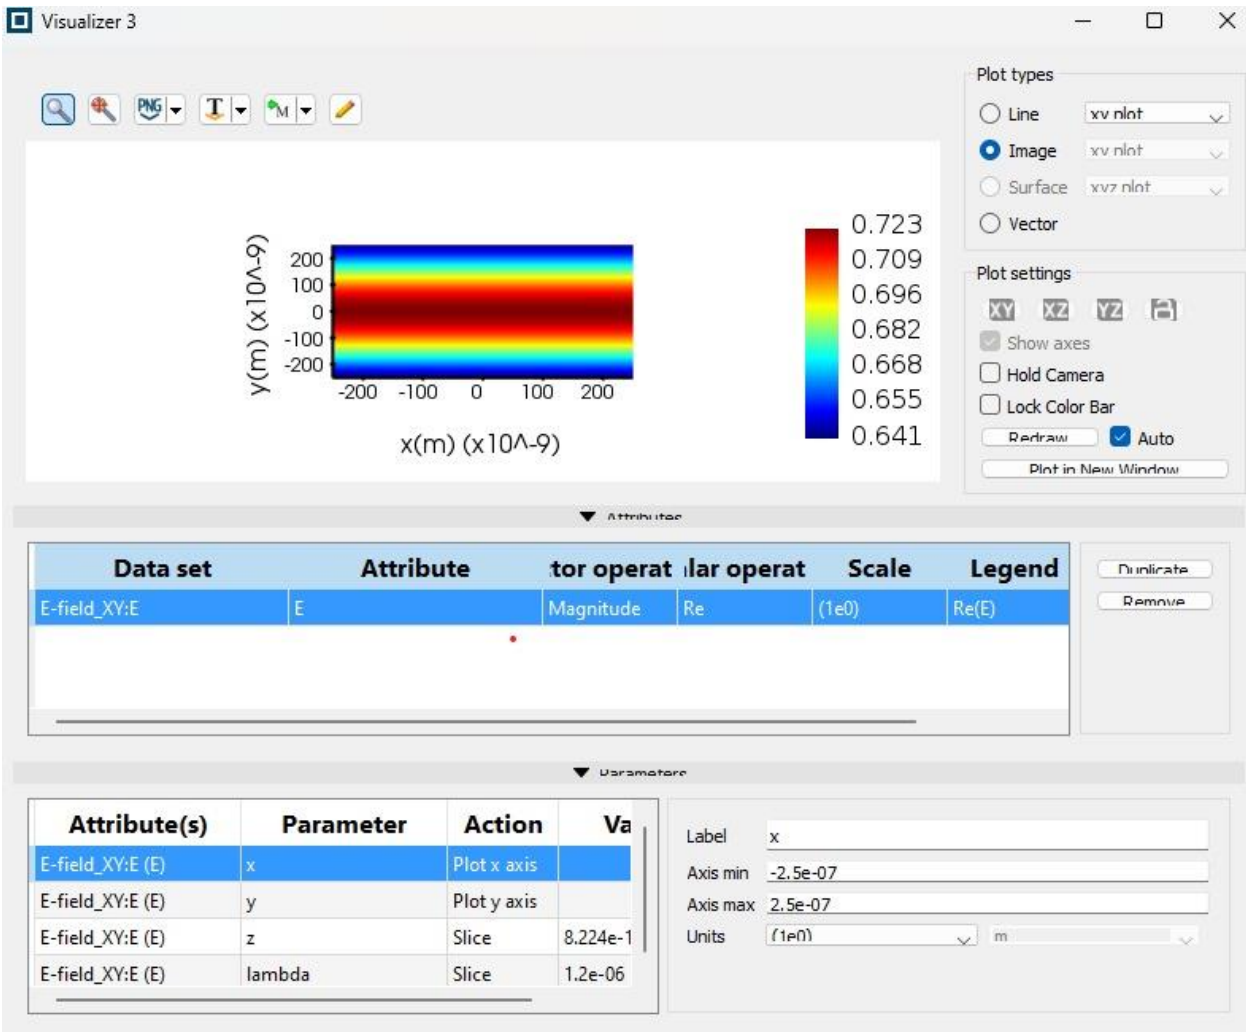 Visualizer 3
PNG T M
Plot types
Line xy plot
Image xy plot
Surface xyz plot
Vector
Plot settings
XY XZ YZ
Show axes
Hold Camera
Lock Color Bar
Redraw Auto
Plot in New Window
y(m) (x10^-9)
200
100
0
-100
-200
-200 -100 0 100 200
x(m) (x10^-9)
0.723
0.709
0.696
0.682
0.668
0.655
0.641
Attributes
Data set Attribute tor operat lar operat Scale Legend
E-field_XY:E E Magnitude Re (1e0) Re(E)
Duplicate
Remove
Parameters
Attribute(s) Parameter Action Va
E-field_XY:E (E) x Plot x axis
E-field_XY:E (E) y Plot y axis
E-field_XY:E (E) z Slice 8.224e-1
E-field_XY:E (E) lambda Slice 1.2e-06
Label x
Axis min -2.5e-07
Axis max 2.5e-07
Units (1e0) m